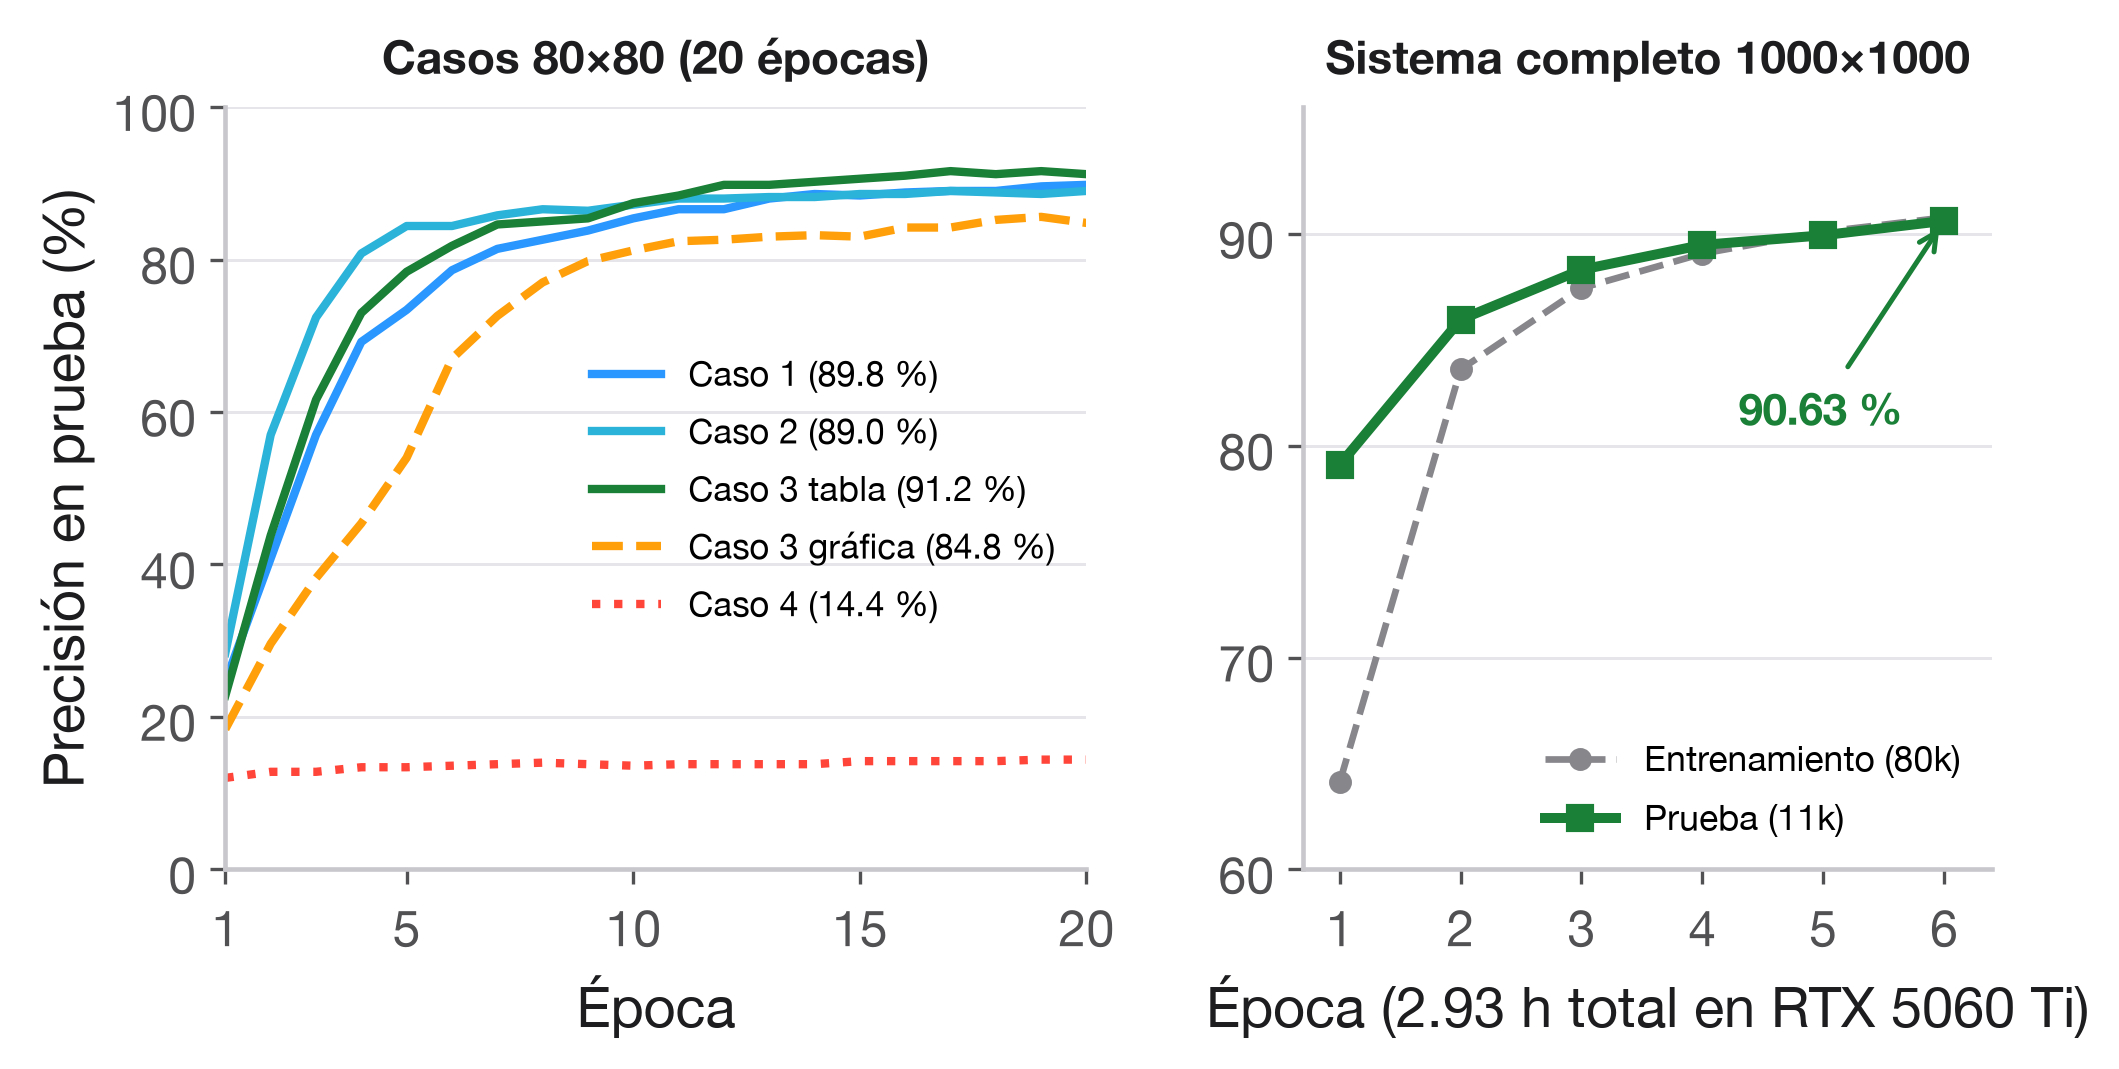 Casos 80×80 (20 épocas)
Precisión en prueba (%)
100
80
60
40
20
0
Caso 1 (89.8 %)
Caso 2 (89.0 %)
Caso 3 tabla (91.2 %)
Caso 3 gráfica (84.8 %)
Caso 4 (14.4 %)
1 5 10 15 20
Época
Sistema completo 1000×1000
90
80
70
60
90.63 %
Entrenamiento (80k)
Prueba (11k)
1 2 3 4 5 6
Época (2.93 h total en RTX 5060 Ti)